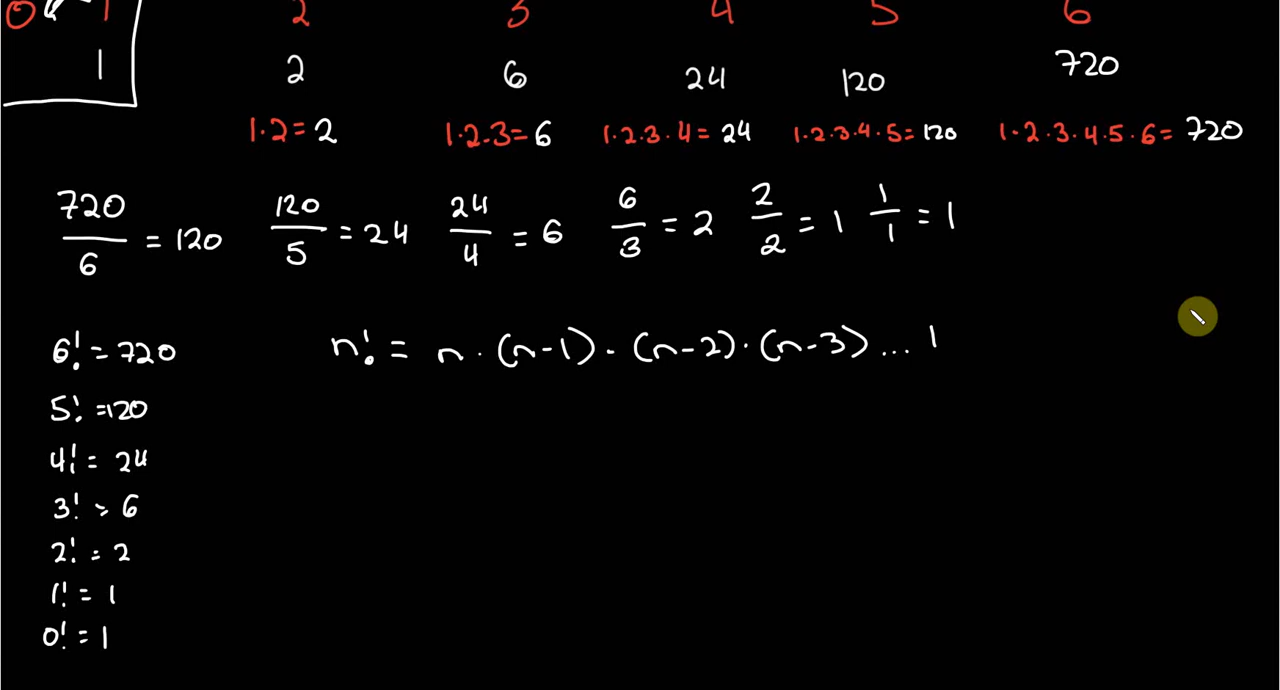 0 1 2 3 4 5 6
1 2 6 24 120 720
1·2=2 1·2·3=6 1·2·3·4=24 1·2·3·4·5=120 1·2·3·4·5·6=720
720/6 = 120 120/5 = 24 24/4 = 6 6/3 = 2 2/2 = 1 1/1 = 1
6! = 720 n! = n · (n-1) · (n-2) · (n-3) ... 1
5! = 120
4! = 24
3! = 6
2! = 2
1! = 1
0! = 1